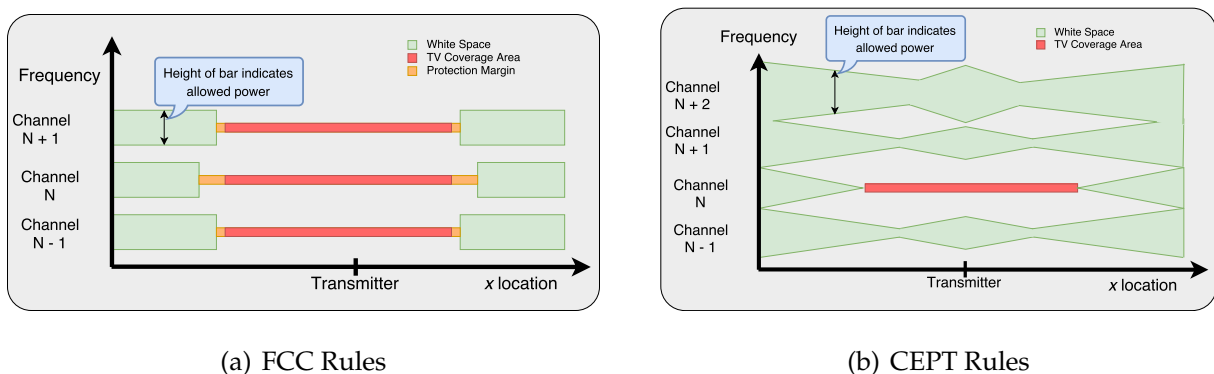 Frequency
Height of bar indicates
allowed power
White Space
TV Coverage Area
Protection Margin
Channel
N + 1
Channel
N
Channel
N - 1
Transmitter
x location
(a) FCC Rules
Frequency
Height of bar indicates
allowed power
White Space
TV Coverage Area
Channel
N + 2
Channel
N + 1
Channel
N
Channel
N - 1
Transmitter
x location
(b) CEPT Rules